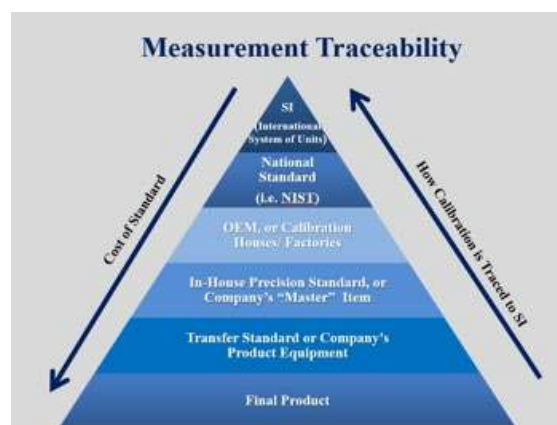 Measurement Traceability
SI
(International
System of Units)
National
Standard
(i.e. NIST)
OEM, or Calibration
Houses/ Factories
In-House Precision Standard, or
Company's “Master” Item
Transfer Standard or Company's
Product Equipment
Final Product
Cost of Standard
How Calibration is Traced to SI